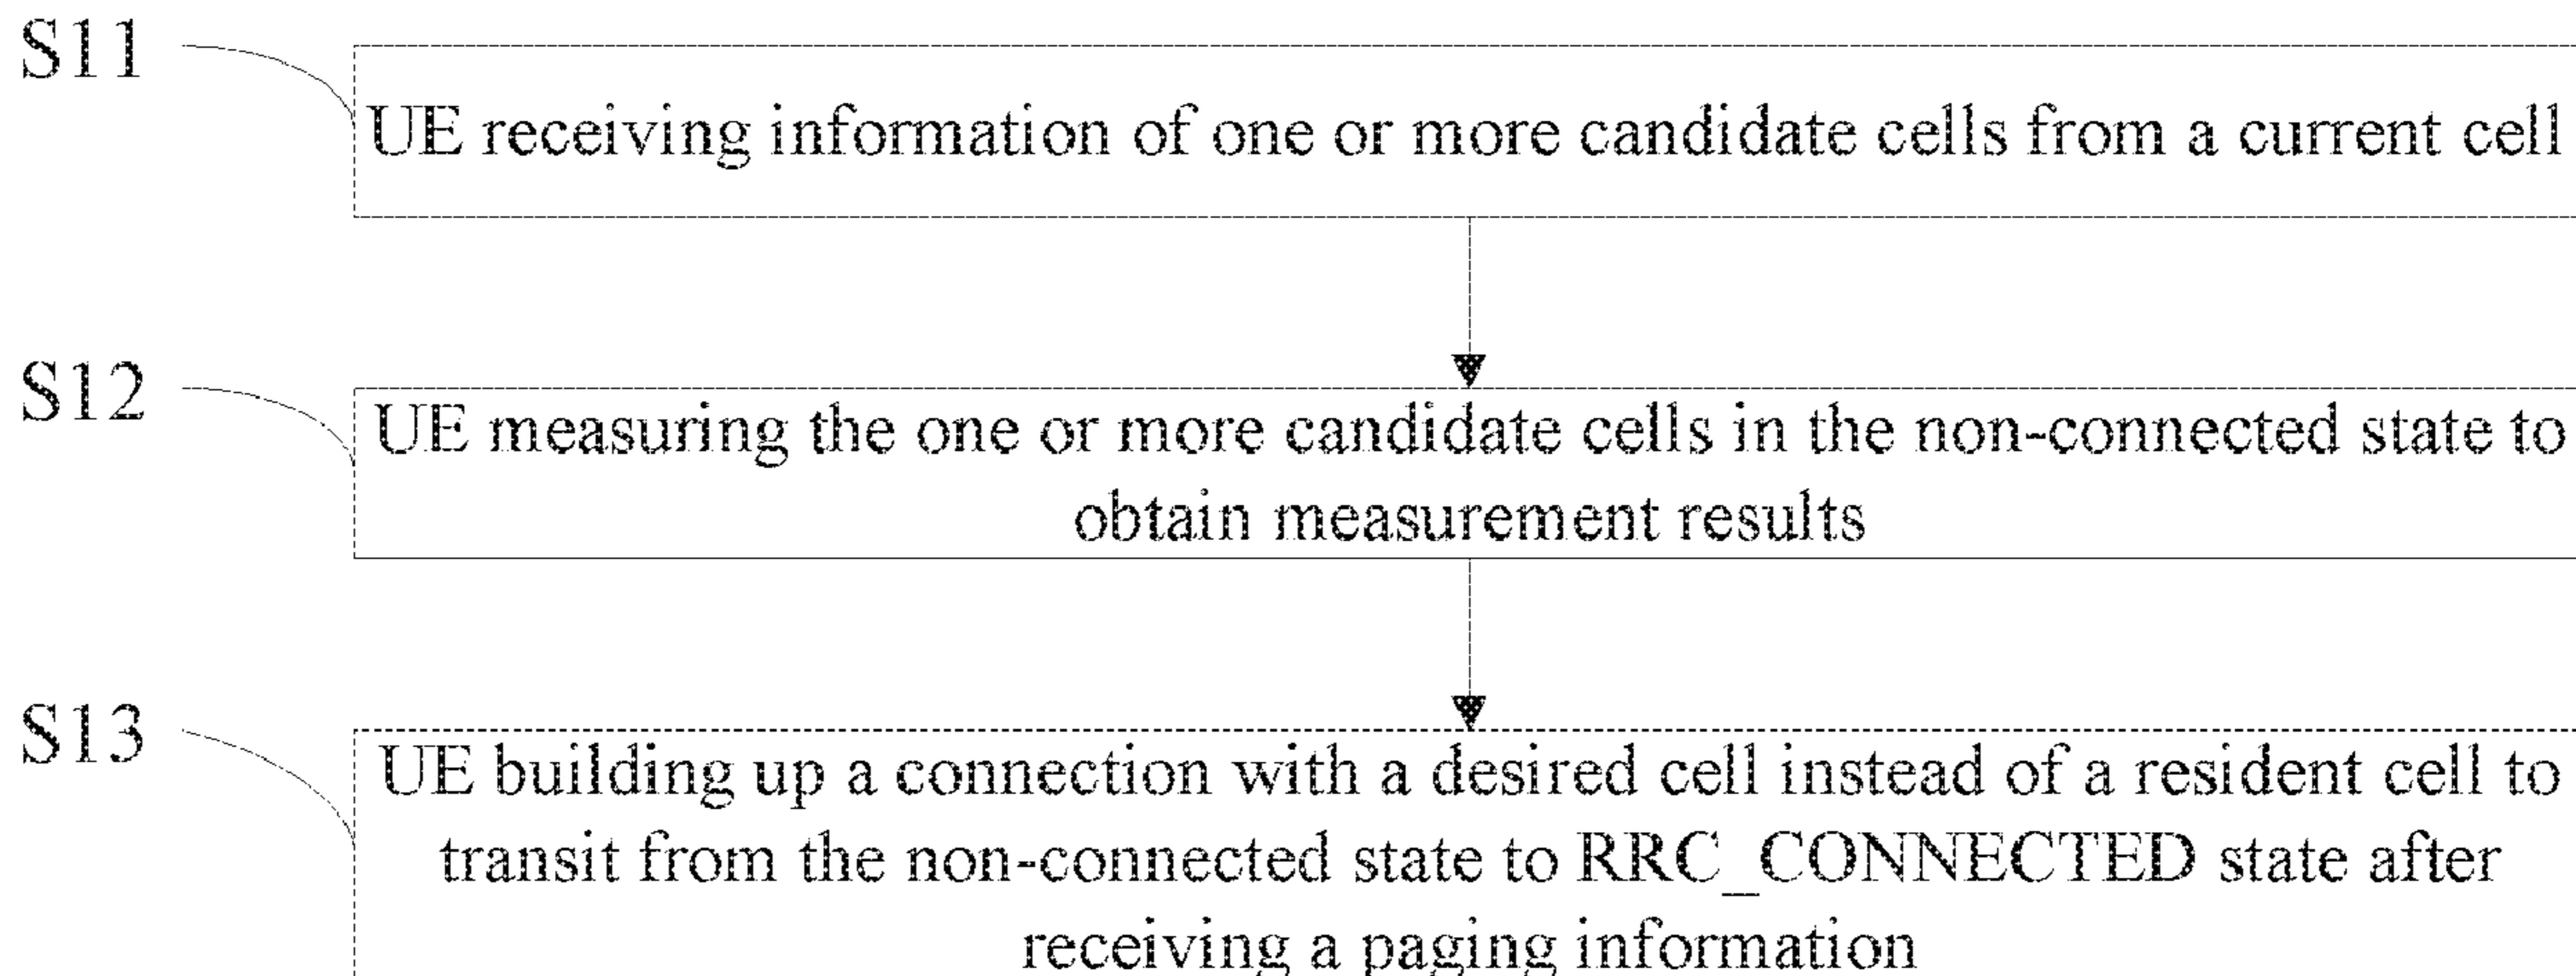 S11
UE receiving information of one or more candidate cells from a current cell
S12
UE measuring the one or more candidate cells in the non-connected state to
obtain measurement results
S13
UE building up a connection with a desired cell instead of a resident cell to
transit from the non-connected state to RRC_CONNECTED state after
receiving a paging information